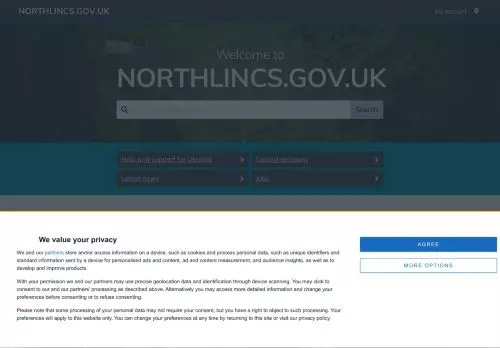 NORTHLINCS.GOV.UK
My account
Welcome to
NORTHLINCS.GOV.UK
Search
Help and support for Ukraine
Council decisions
Latest news
Jobs
We value your privacy
We and our partners store and/or access information on a device, such as cookies and process personal data, such as unique identifiers and
standard information sent by a device for personalised ads and content, ad and content measurement, and audience insights, as well as to
develop and improve products.
With your permission we and our partners may use precise geolocation data and identification through device scanning. You may click to
consent to our and our partners' processing as described above. Alternatively you may access more detailed information and change your
preferences before consenting or to refuse consenting.
Please note that some processing of your personal data may not require your consent, but you have a right to object to such processing. Your
preferences will apply to this website only. You can change your preferences at any time by returning to this site or visit our privacy policy.
AGREE
MORE OPTIONS